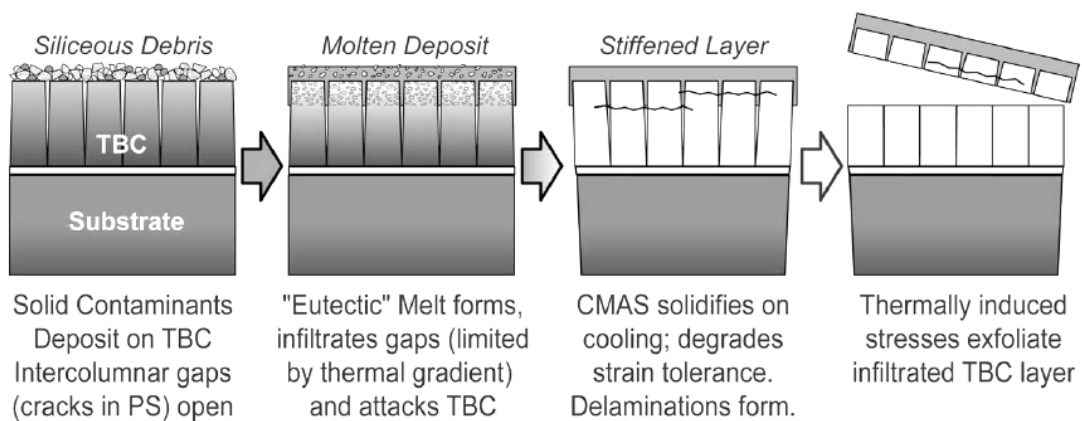 Siliceous Debris
Molten Deposit
Stiffened Layer
TBC
Substrate
Solid Contaminants
Deposit on TBC
Intercolumnar gaps
(cracks in PS) open
"Eutectic" Melt forms,
infiltrates gaps (limited
by thermal gradient)
and attacks TBC
CMAS solidifies on
cooling; degrades
strain tolerance.
Delaminations form.
Thermally induced
stresses exfoliate
infiltrated TBC layer